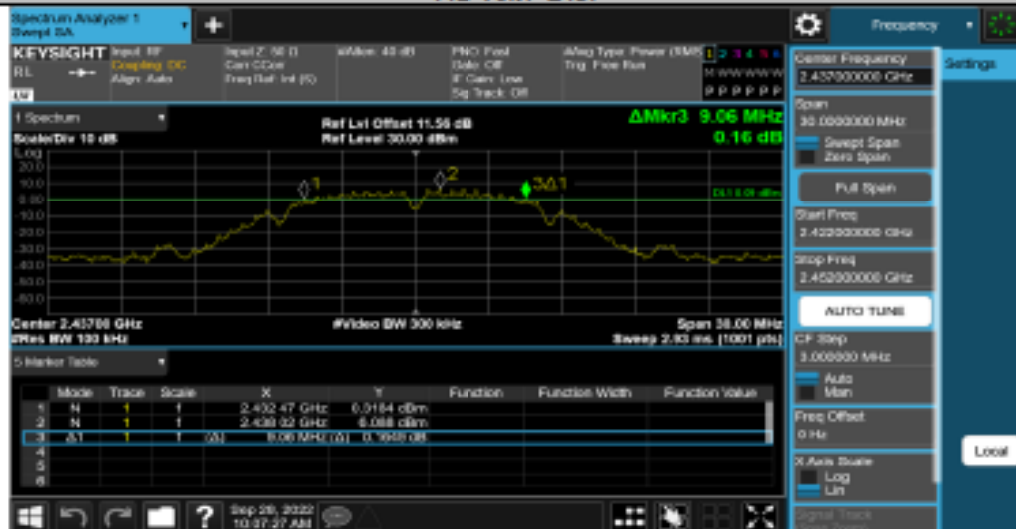 Spectrum Analyzer 1
Swept SA
+
Frequency
KEYSIGHT
RL
Input: RF
Coupling: DC
Align: Auto
Input Z: 50 Ω
Corr CCorr
Freq Ref: Int (S)
#Atten: 40 dB
PNO: Fast
Gate: Off
IF Gain: Low
Sig Track: Off
#Avg Type: Power (RMS
Trig: Free Run
1 2 3 4 5 6
M W W W W W
P P P P P P
1 Spectrum
Scale/Div 10 dB
Log
Ref Lvl Offset 11.56 dB
Ref Level 30.00 dBm
ΔMkr3 9.06 MHz
0.16 dB
20.0
10.0
0.00
-10.0
-20.0
-30.0
-40.0
-50.0
-60.0
1
2
3Δ1
Center 2.43700 GHz
#Res BW 100 kHz
#Video BW 300 kHz
Span 30.00 MHz
Sweep 2.93 ms (1001 pts)
5 Marker Table
Mode Trace Scale X Y Function Function Width Function Value
1 N 1 f 2.432 47 GHz 0.3184 dBm
2 N 1 f 2.438 02 GHz 6.088 dBm
3 Δ1 1 f (Δ) 9.06 MHz (Δ) 0.1649 dB
4
5
6
?
Sep 28, 2022
10:07:27 AM
Center Frequency
2.437000000 GHz
Span
30.0000000 MHz
Swept Span
Zero Span
Full Span
Start Freq
2.422000000 GHz
Stop Freq
2.452000000 GHz
AUTO TUNE
CF Step
3.000000 MHz
Auto
Man
Freq Offset
0 Hz
X Axis Scale
Log
Lin
Signal Track
Settings
Local